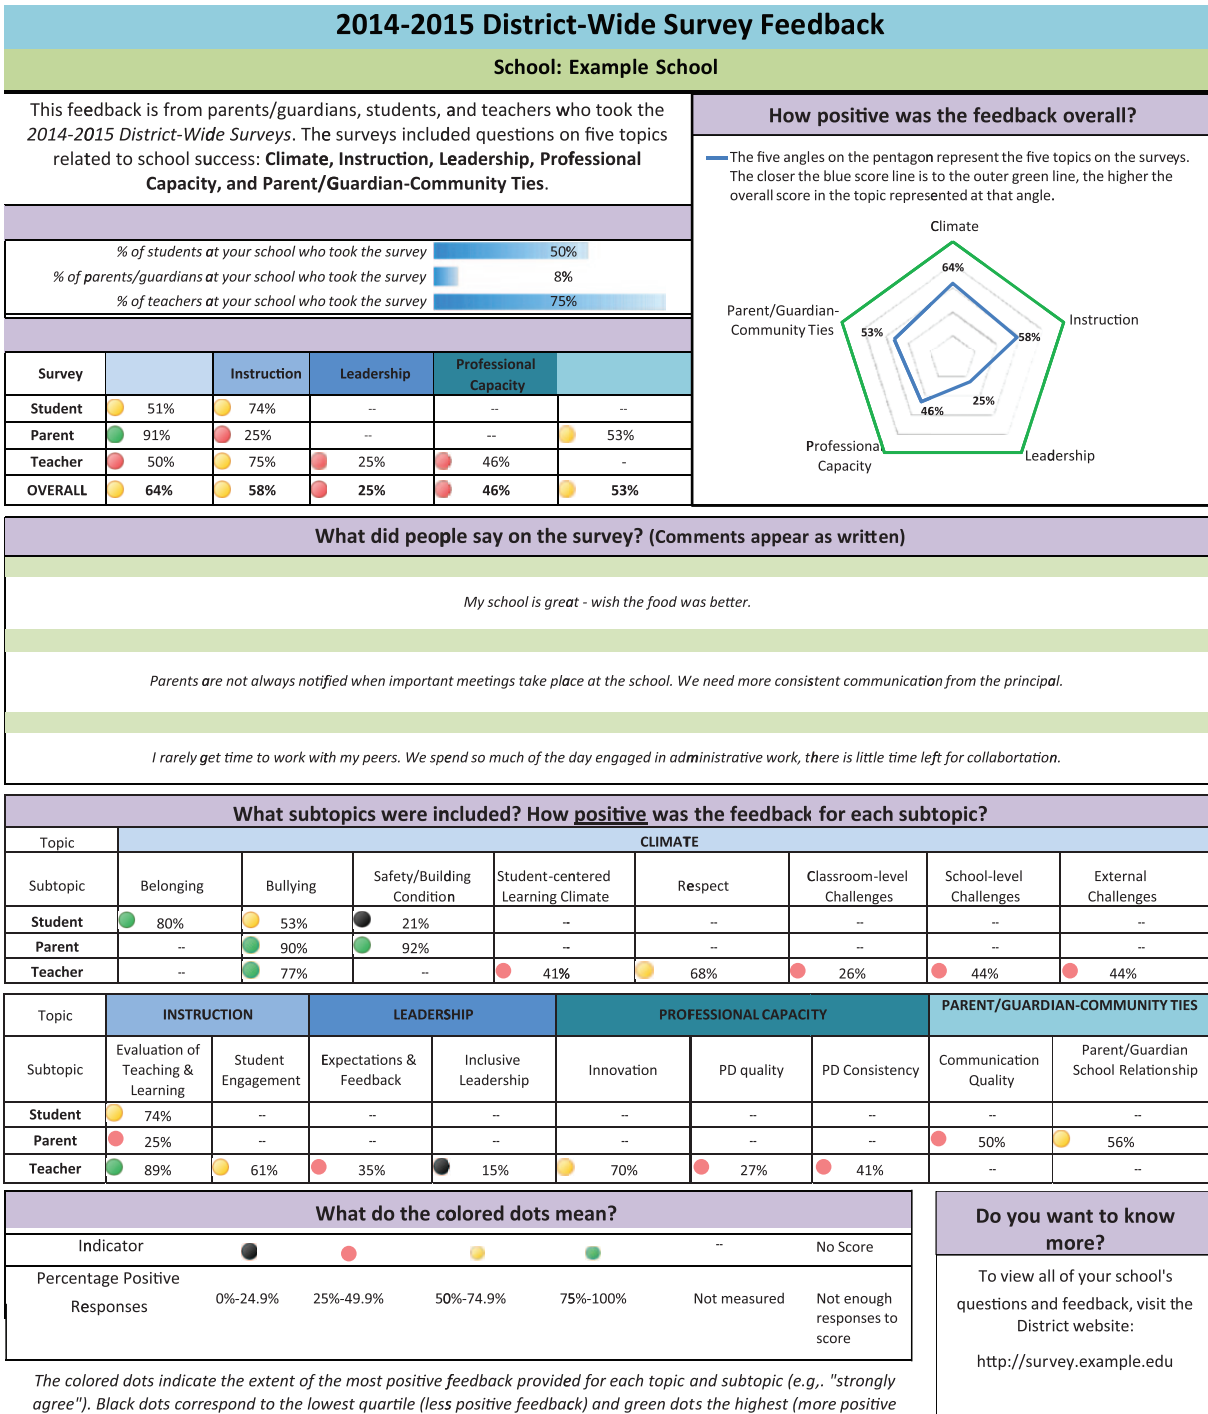 2014-2015 District-Wide Survey Feedback
School: Example School
This feedback is from parents/guardians, students, and teachers who took the
2014-2015 District-Wide Surveys. The surveys included questions on five topics
related to school success: Climate, Instruction, Leadership, Professional
Capacity, and Parent/Guardian-Community Ties.
% of students at your school who took the survey 50%
% of parents/guardians at your school who took the survey 8%
% of teachers at your school who took the survey 75%
Survey Instruction Leadership Professional
Capacity
Student 51% 74% -- -- --
Parent 91% 25% -- -- 53%
Teacher 50% 75% 25% 46% -
OVERALL 64% 58% 25% 46% 53%
How positive was the feedback overall?
The five angles on the pentagon represent the five topics on the surveys.
The closer the blue score line is to the outer green line, the higher the
overall score in the topic represented at that angle.
Climate
64%
Parent/Guardian-
Community Ties
53%
Instruction
58%
25%
46%
Professional
Capacity
Leadership
What did people say on the survey? (Comments appear as written)
My school is great - wish the food was better.
Parents are not always notified when important meetings take place at the school. We need more consistent communication from the principal.
I rarely get time to work with my peers. We spend so much of the day engaged in administrative work, there is little time left for collabortation.
What subtopics were included? How positive was the feedback for each subtopic?
Topic CLIMATE
Subtopic Belonging Bullying Safety/Building
Condition Student-centered
Learning Climate Respect Classroom-level
Challenges School-level
Challenges External
Challenges
Student 80% 53% 21% -- -- -- -- --
Parent -- 90% 92% -- -- -- -- --
Teacher -- 77% -- 41% 68% 26% 44% 44%
Topic INSTRUCTION LEADERSHIP PROFESSIONAL CAPACITY PARENT/GUARDIAN-COMMUNITY TIES
Subtopic Evaluation of
Teaching &
Learning Student
Engagement Expectations &
Feedback Inclusive
Leadership Innovation PD quality PD Consistency Communication
Quality Parent/Guardian
School Relationship
Student 74% -- -- -- -- -- -- -- --
Parent 25% -- -- -- -- -- -- 50% 56%
Teacher 89% 61% 35% 15% 70% 27% 41% -- --
What do the colored dots mean?
Indicator -- No Score
Percentage Positive
Responses 0%-24.9% 25%-49.9% 50%-74.9% 75%-100% Not measured Not enough
responses to
score
The colored dots indicate the extent of the most positive feedback provided for each topic and subtopic (e.g,. "strongly
agree"). Black dots correspond to the lowest quartile (less positive feedback) and green dots the highest (more positive
Do you want to know
more?
To view all of your school's
questions and feedback, visit the
District website:
http://survey.example.edu